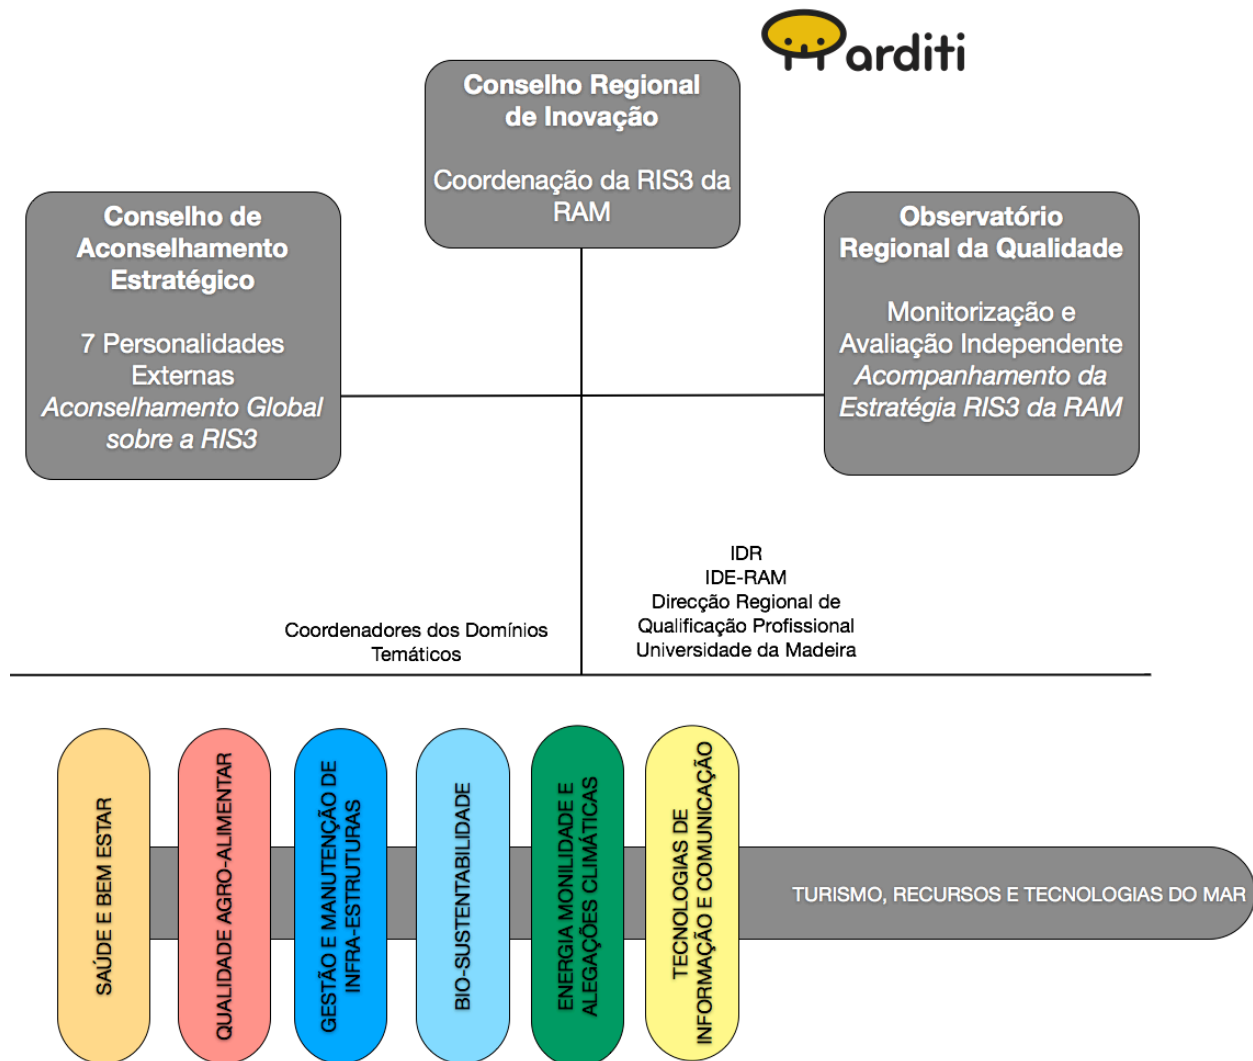 arditi
Conselho Regional
de Inovação
Coordenação da RIS3 da
RAM
Conselho de
Aconselhamento
Estratégico
7 Personalidades
Externas
Aconselhamento Global
sobre a RIS3
Observatório
Regional da Qualidade
Monitorização e
Avaliação Independente
Acompanhamento da
Estratégia RIS3 da RAM
Coordenadores dos Domínios
Temáticos
IDR
IDE-RAM
Direcção Regional de
Qualificação Profissional
Universidade da Madeira
SAÚDE E BEM ESTAR
QUALIDADE AGRO-ALIMENTAR
GESTÃO E MANUTENÇÃO DE
INFRA-ESTRUTURAS
BIO-SUSTENTABILIDADE
ENERGIA MONILIDADE E
ALEGAÇÕES CLIMÁTICAS
TECNOLOGIAS DE
INFORMAÇÃO E COMUNICAÇÃO
TURISMO, RECURSOS E TECNOLOGIAS DO MAR